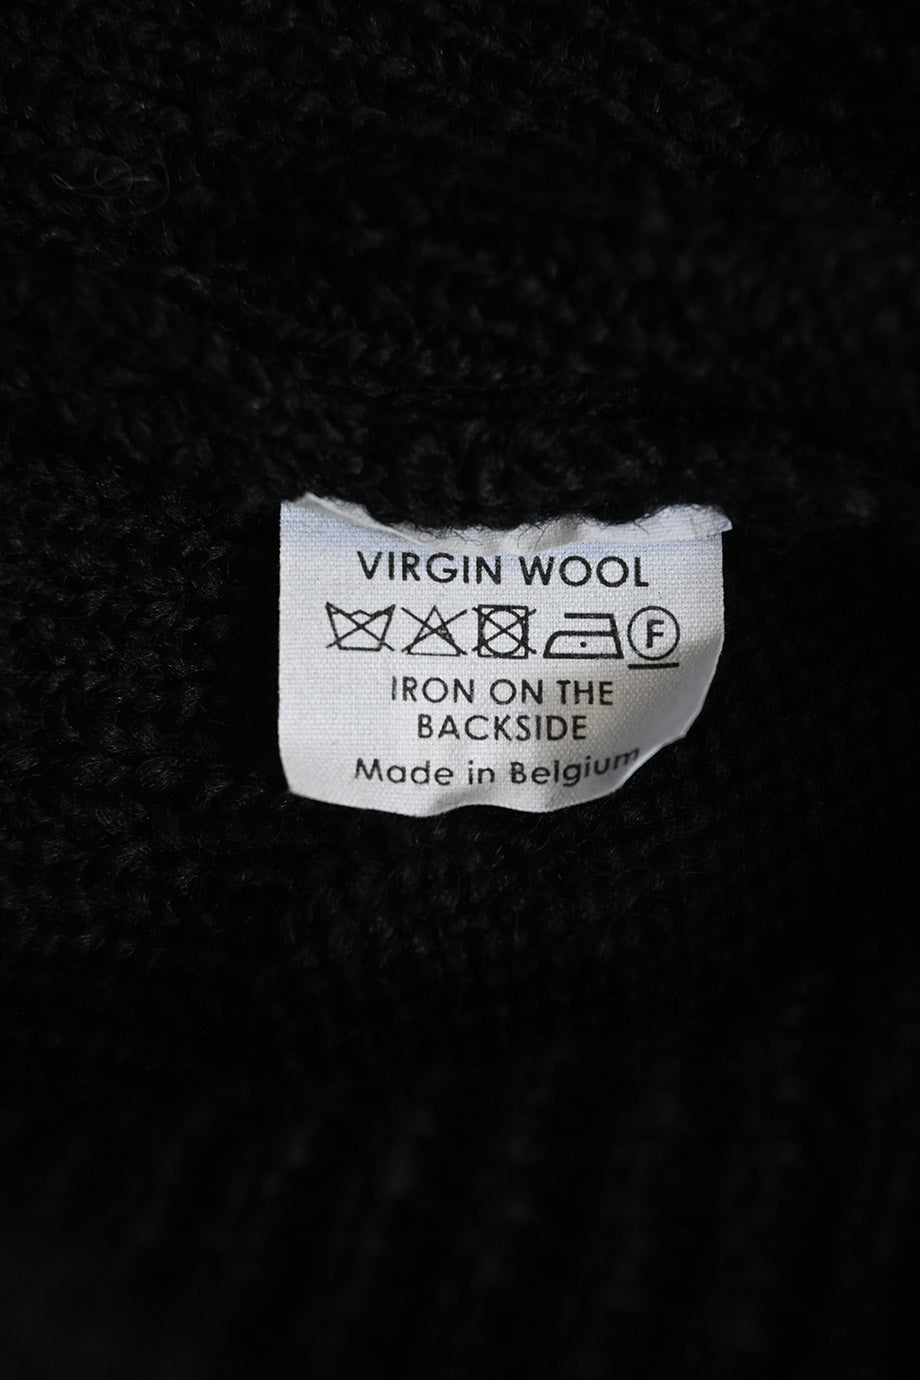 VIRGIN WOOL
F
IRON ON THE
BACKSIDE
Made in Belgium